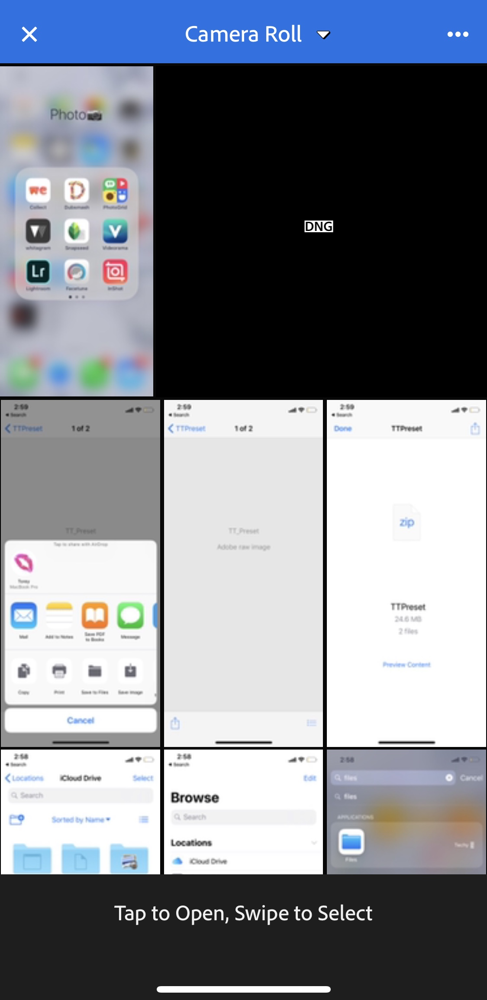 Camera Roll
Photo
we
D
Collect
Dubsmash
PhotoGrid
V
whitagram
Snapseed
Videorama
Lr
Lightroom
Facetune
InShot
DNG
2:59
Search
TTPreset
1 of 2
TT_Preset
Tap to share with AirDrop
MacBook Pro
Mail
Add to Notes
Save PDF
to Books
Message
Copy
Print
Save to Files
Save Image
Cancel
2:59
Search
TTPreset
1 of 2
TT_Preset
Adobe raw image
2:59
Search
Done
TTPreset
zip
TTPreset
24.6 MB
2 files
Preview Content
2:58
Search
Locations
iCloud Drive
Select
Search
Sorted by Name
2:58
Search
Edit
Browse
Search
Locations
iCloud Drive
2:58
files
Cancel
files
APPLICATIONS
Techy
Files
Tap to Open, Swipe to Select